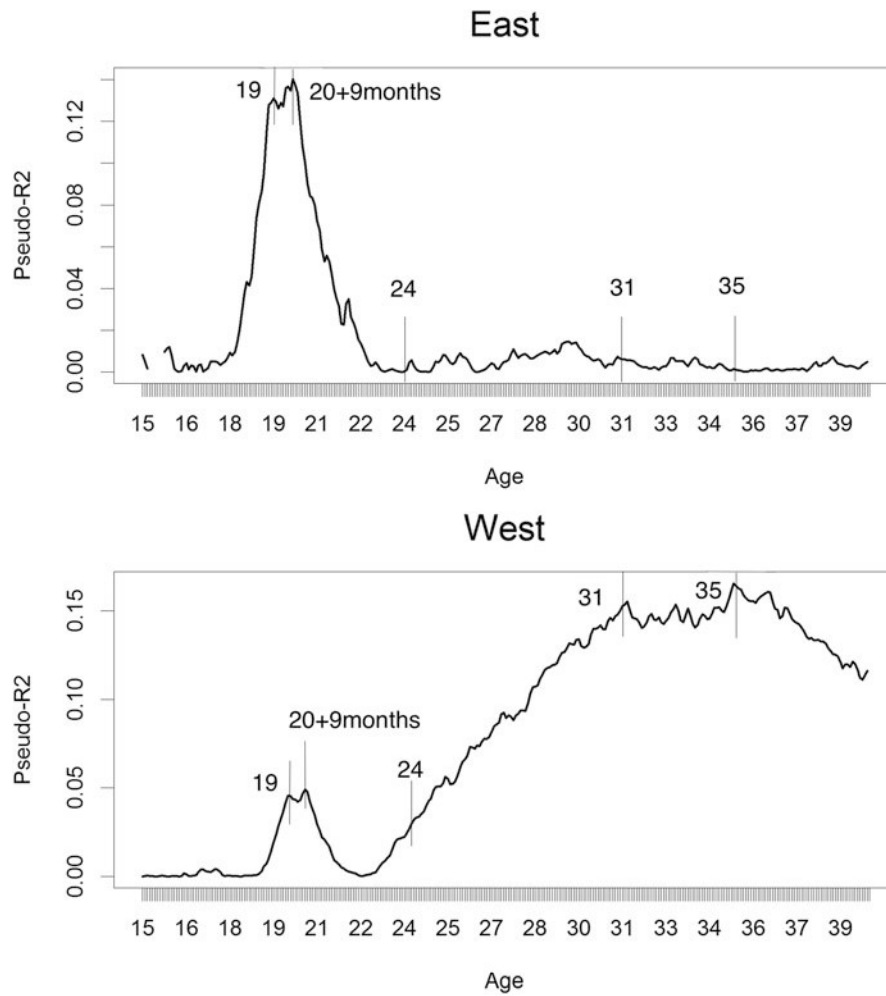 East
Pseudo-R2
0.12
0.08
0.04
0.00
19
20+9months
24
31
35
15 16 18 19 21 22 24 25 27 28 30 31 33 34 36 37 39
Age
West
Pseudo-R2
0.15
0.10
0.05
0.00
19
20+9months
24
31
35
15 16 18 19 21 22 24 25 27 28 30 31 33 34 36 37 39
Age